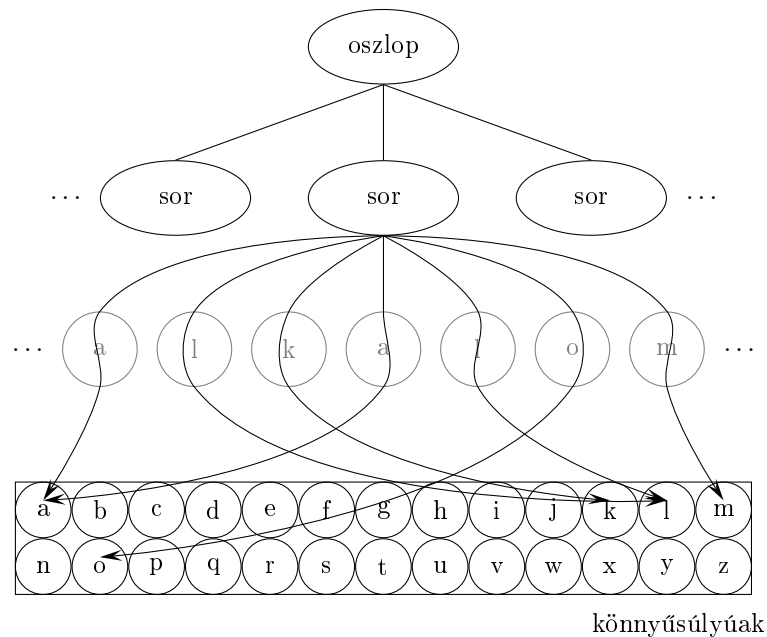 oszlop
... sor sor sor ...
... a l k a l o m ...
a b c d e f g h i j k l m
n o p q r s t u v w x y z
könnyűsúlyúak